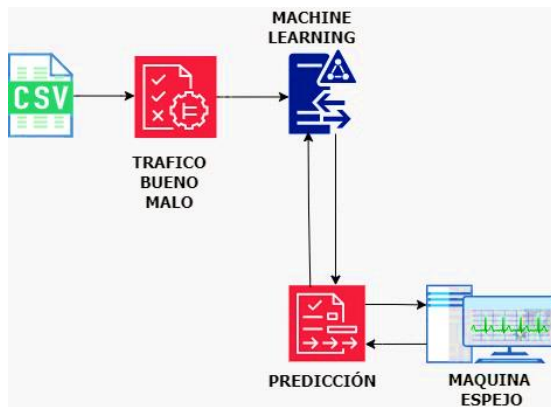 MACHINE
LEARNING
CSV
TRAFICO
BUENO
MALO
PREDICCIÓN
MAQUINA
ESPEJO